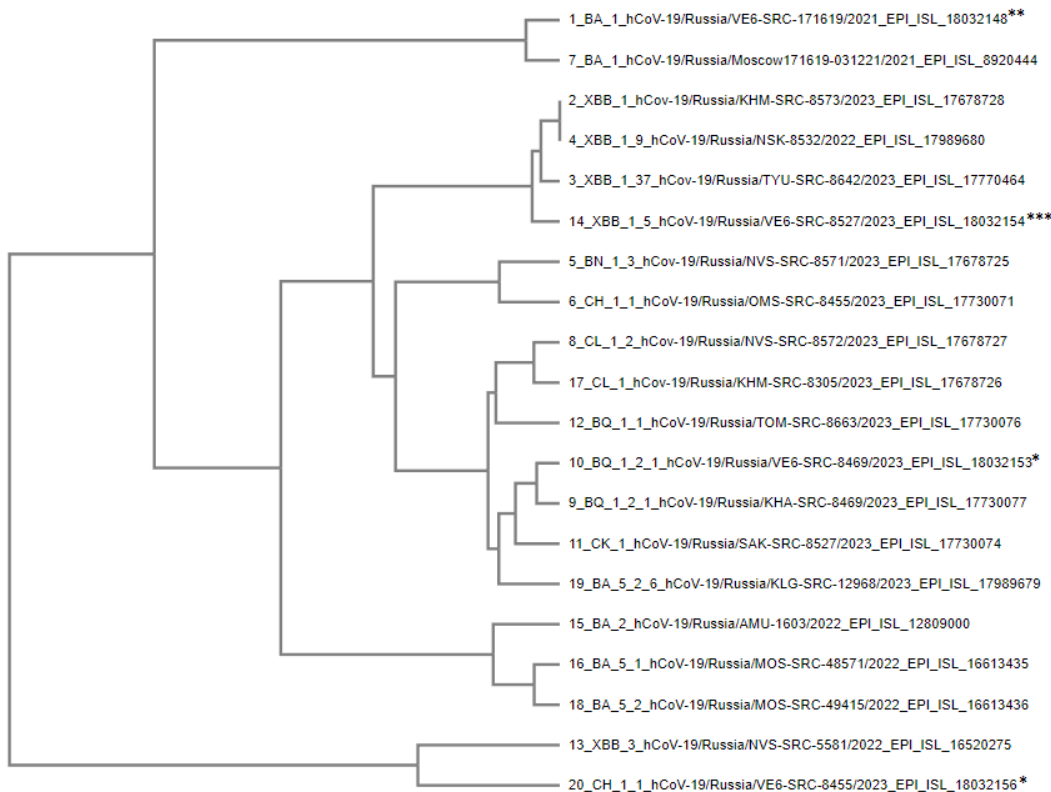 1_BA_1_hCoV-19/Russia/VE6-SRC-171619/2021_EPI_ISL_18032148**
7_BA_1_hCoV-19/Russia/Moscow171619-031221/2021_EPI_ISL_8920444
2_XBB_1_hCov-19/Russia/KHM-SRC-8573/2023_EPI_ISL_17678728
4_XBB_1_9_hCoV-19/Russia/NSK-8532/2022_EPI_ISL_17989680
3_XBB_1_37_hCov-19/Russia/TYU-SRC-8642/2023_EPI_ISL_17770464
14_XBB_1_5_hCoV-19/Russia/VE6-SRC-8527/2023_EPI_ISL_18032154***
5_BN_1_3_hCov-19/Russia/NVS-SRC-8571/2023_EPI_ISL_17678725
6_CH_1_1_hCoV-19/Russia/OMS-SRC-8455/2023_EPI_ISL_17730071
8_CL_1_2_hCov-19/Russia/NVS-SRC-8572/2023_EPI_ISL_17678727
17_CL_1_hCov-19/Russia/KHM-SRC-8305/2023_EPI_ISL_17678726
12_BQ_1_1_hCoV-19/Russia/TOM-SRC-8663/2023_EPI_ISL_17730076
10_BQ_1_2_1_hCoV-19/Russia/VE6-SRC-8469/2023_EPI_ISL_18032153*
9_BQ_1_2_1_hCoV-19/Russia/KHA-SRC-8469/2023_EPI_ISL_17730077
11_CK_1_hCoV-19/Russia/SAK-SRC-8527/2023_EPI_ISL_17730074
19_BA_5_2_6_hCoV-19/Russia/KLG-SRC-12968/2023_EPI_ISL_17989679
15_BA_2_hCoV-19/Russia/AMU-1603/2022_EPI_ISL_12809000
16_BA_5_1_hCoV-19/Russia/MOS-SRC-48571/2022_EPI_ISL_16613435
18_BA_5_2_hCoV-19/Russia/MOS-SRC-49415/2022_EPI_ISL_16613436
13_XBB_3_hCoV-19/Russia/NVS-SRC-5581/2022_EPI_ISL_16520275
20_CH_1_1_hCoV-19/Russia/VE6-SRC-8455/2023_EPI_ISL_18032156*